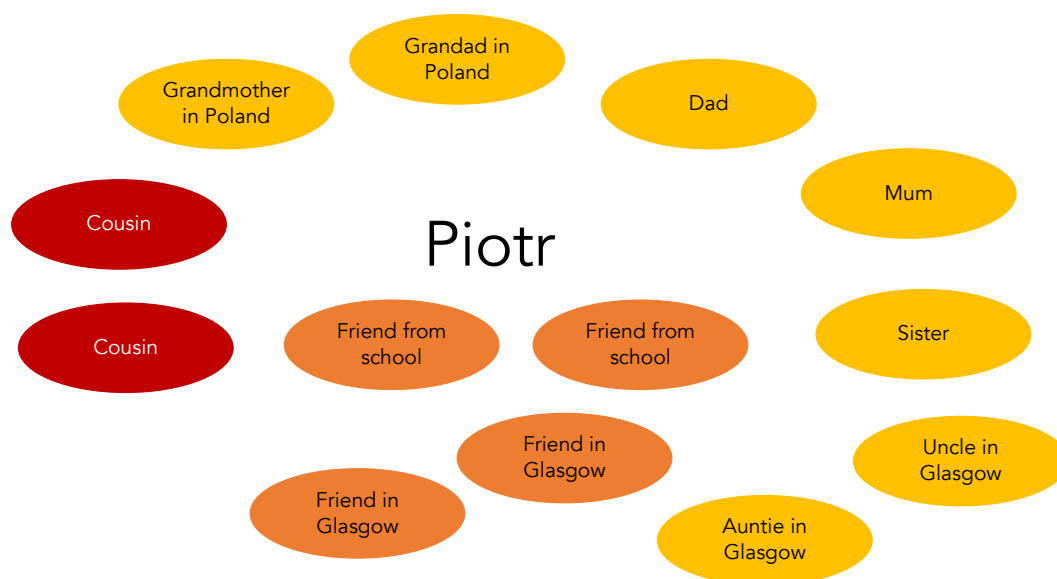 Grandad in
Poland
Grandmother
in Poland
Dad
Mum
Cousin
Piotr
Cousin
Friend from
school
Friend from
school
Sister
Friend in
Glasgow
Uncle in
Glasgow
Friend in
Glasgow
Auntie in
Glasgow